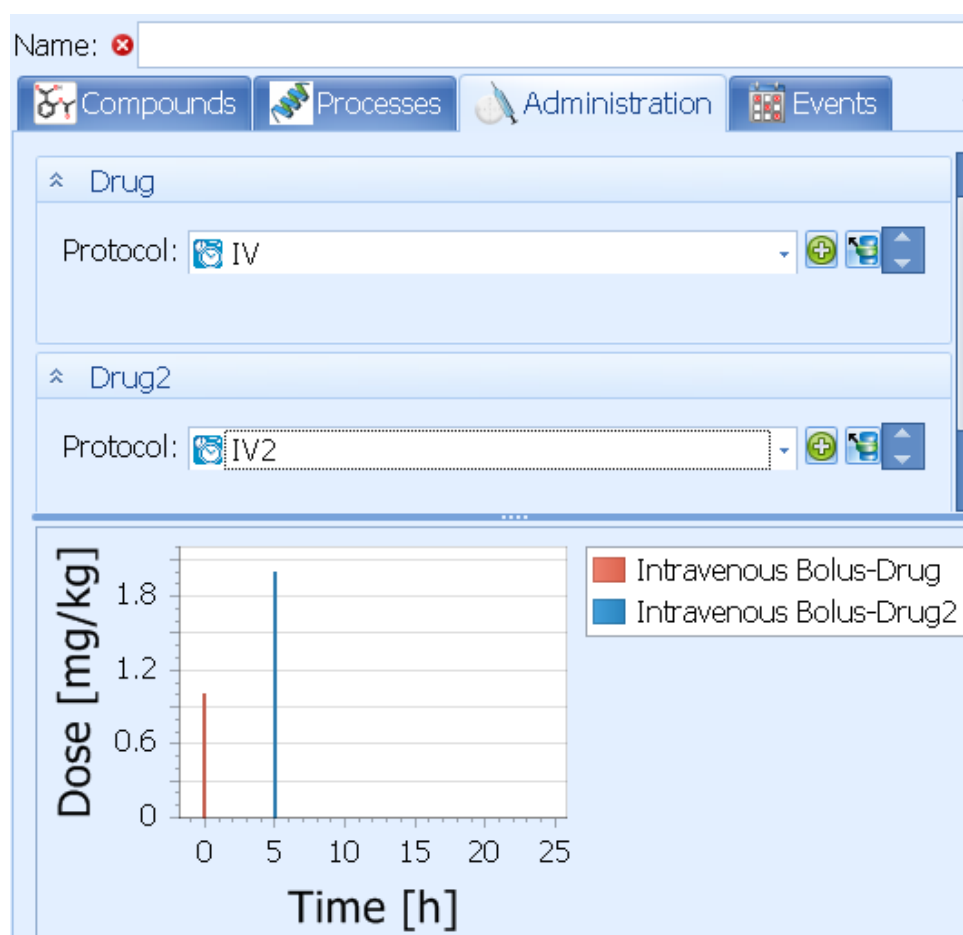 Name:
Compounds Processes Administration Events
Drug
Protocol: IV
Drug2
Protocol: IV2
Dose [mg/kg]
1.8
1.2
0.6
0
0 5 10 15 20 25
Time [h]
Intravenous Bolus-Drug
Intravenous Bolus-Drug2